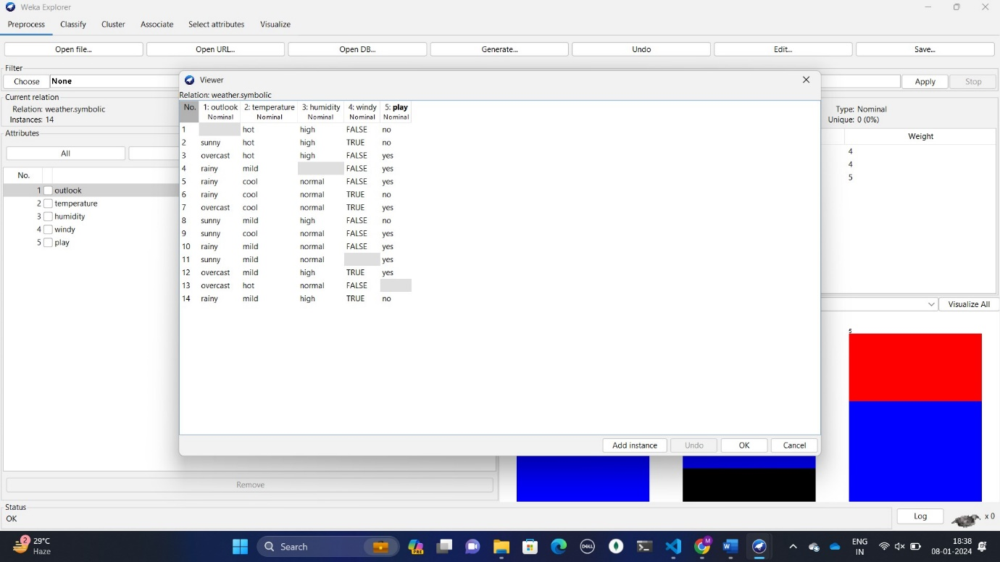 Weka Explorer
Preprocess Classify Cluster Associate Select attributes Visualize
Open file... Open URL... Open DB... Generate... Undo Edit... Save...
Filter
Choose None Apply Stop
Current relation
Relation: weather.symbolic
Instances: 14
Type: Nominal
Unique: 0 (0%)
Attributes
All
No.
1 outlook
2 temperature
3 humidity
4 windy
5 play
Weight
4
4
5
Viewer
Relation: weather.symbolic
No. 1: outlook 2: temperature 3: humidity 4: windy 5: play
Nominal Nominal Nominal Nominal Nominal
1 hot high FALSE no
2 sunny hot high TRUE no
3 overcast hot high FALSE yes
4 rainy mild FALSE yes
5 rainy cool normal FALSE yes
6 rainy cool normal TRUE no
7 overcast cool normal TRUE yes
8 sunny mild high FALSE no
9 sunny cool normal FALSE yes
10 rainy mild normal FALSE yes
11 sunny mild normal yes
12 overcast mild high TRUE yes
13 overcast hot normal FALSE
14 rainy mild high TRUE no
Add instance Undo OK Cancel
Visualize All
5
Remove
Status
OK
Log x 0
2 29°C
Haze
Search
PRE
DELL
M
ENG
IN
18:38
08-01-2024